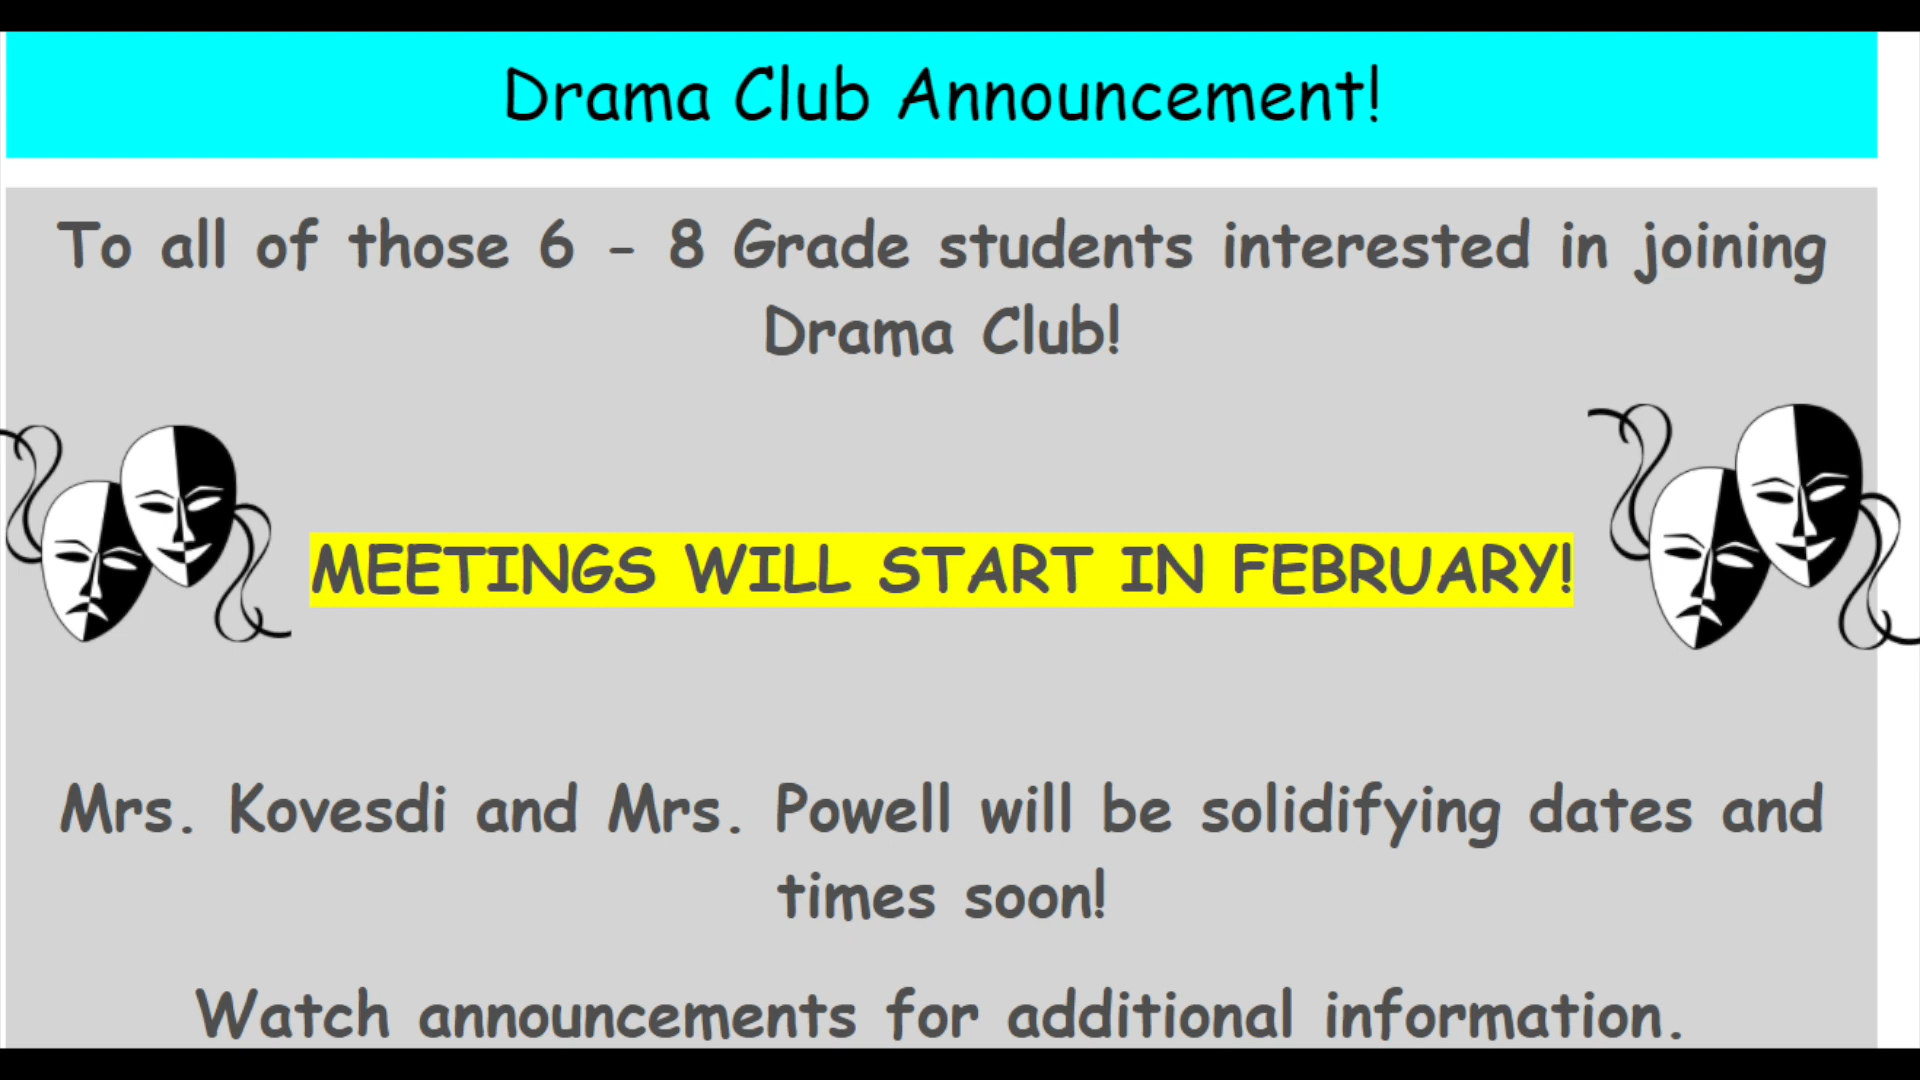 Drama Club Announcement!
To all of those 6 - 8 Grade students interested in joining
Drama Club!
MEETINGS WILL START IN FEBRUARY!
Mrs. Kovesdi and Mrs. Powell will be solidifying dates and
times soon!
Watch announcements for additional information.